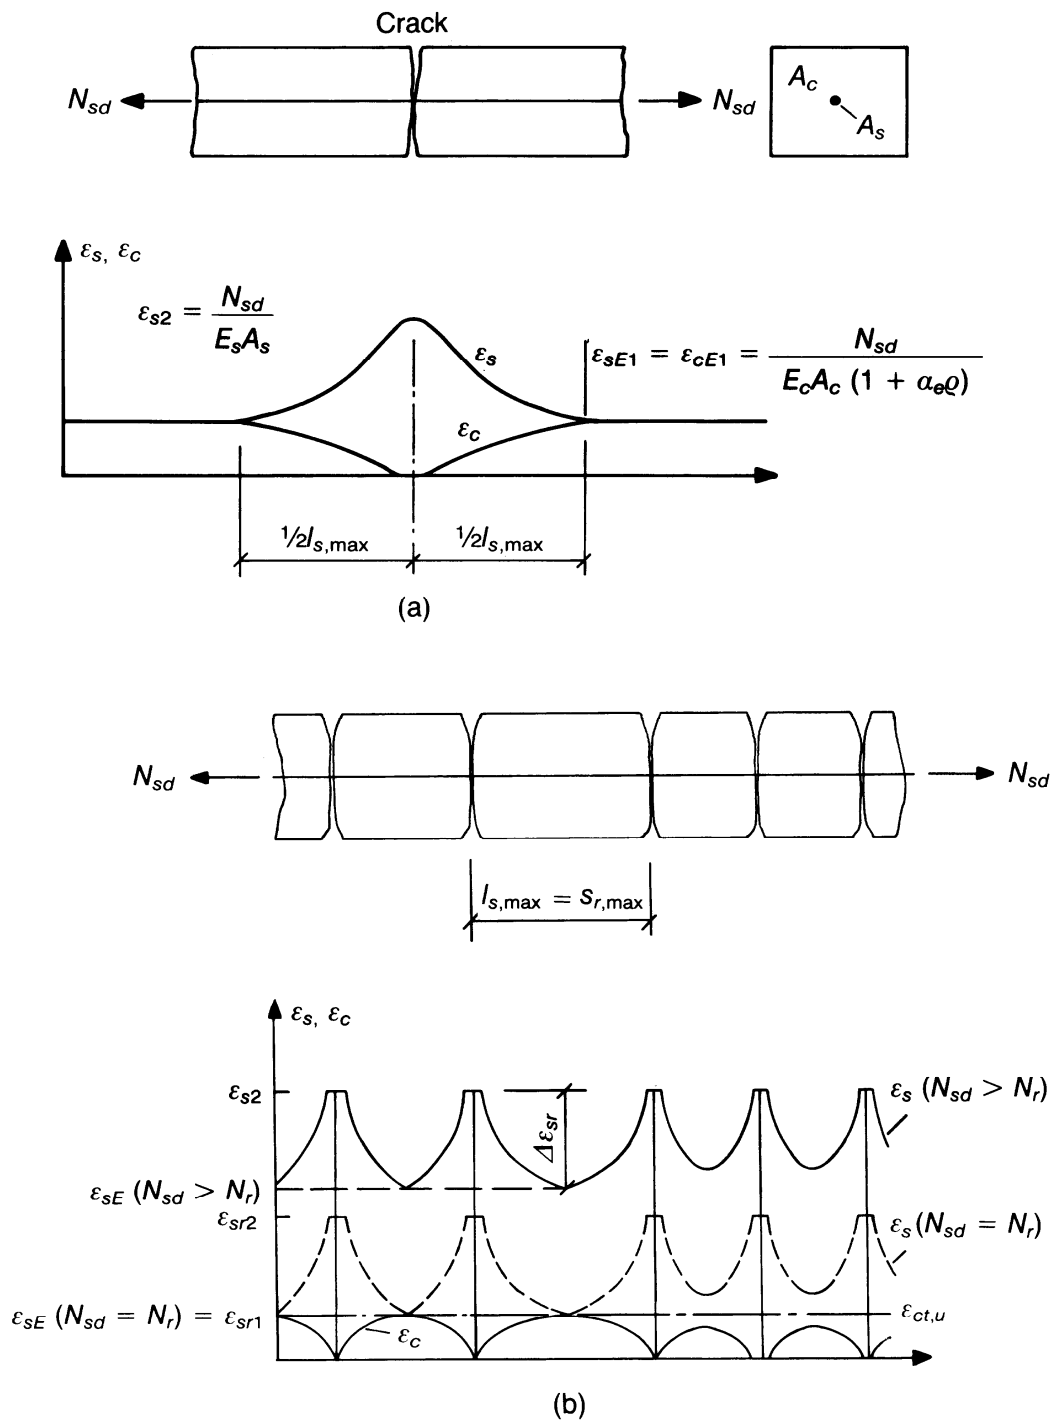 Crack
N_sd
N_sd
A_c
A_s
ε_s, ε_c
ε_s2 = N_sd / E_s A_s
ε_s
ε_sE1 = ε_cE1 = N_sd / E_c A_c (1 + α_e ϱ)
ε_c
½l_s,max
½l_s,max
(a)
N_sd
N_sd
l_s,max = s_r,max
ε_s, ε_c
ε_s2
Δε_sr
ε_s (N_sd > N_r)
ε_sE (N_sd > N_r)
ε_sr2
ε_s (N_sd = N_r)
ε_sE (N_sd = N_r) = ε_sr1
ε_c
ε_ct,u
(b)